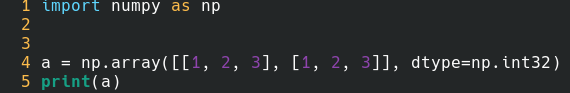 1 import numpy as np
2
3
4 a = np.array([[1, 2, 3], [1, 2, 3]], dtype=np.int32)
5 print(a)